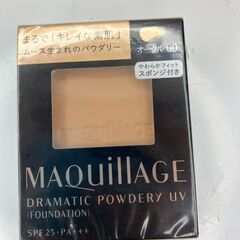 まるで「キレイな素肌」
ムース生まれのパウダリー
オークル00
やわらかフィット
スポンジ付き
MAQuillAGE
DRAMATIC POWDERY UV
(FOUNDATION)
SPF25・PA+++